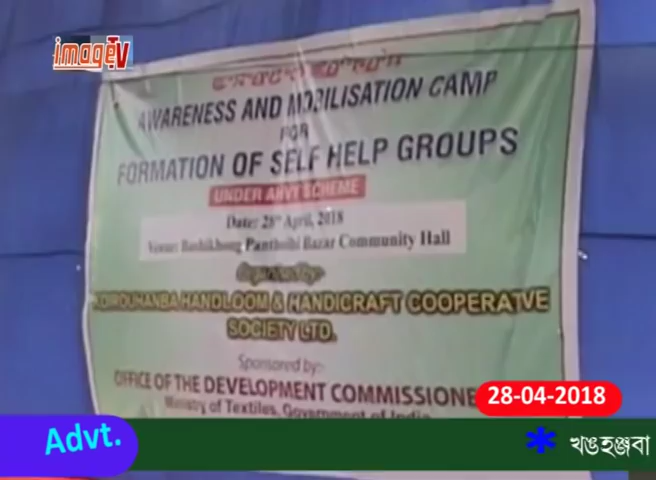 imageTV
AWARENESS AND MOBILISATION CAMP
FOR
FORMATION OF SELF HELP GROUPS
UNDER AHVY SCHEME
Date: 28th April, 2018
Venue: Bashikhong Panthoibi Bazar Community Hall
Organised by:-
HANDLOOM & HANDICRAFT COOPERATVE
SOCIETY LTD.
Sponsored by:-
OFFICE OF THE DEVELOPMENT COMMISSIONE
Ministry of Textiles, Government of India
28-04-2018
Advt.
* খঙহঞ্জবা